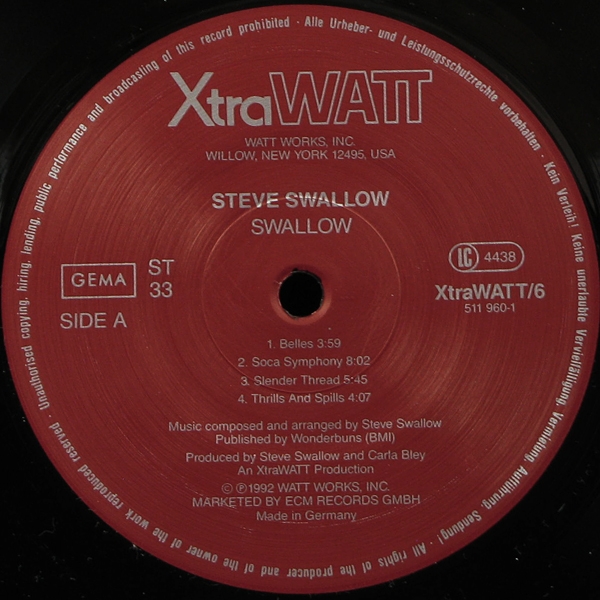 Unauthorised copying, hiring, lending, public performance and broadcasting of this record prohibited · Alle Urheber- und Leistungsschutzrechte vorbehalten · Kein Verleih! Keine unerlaubte Vervielfältigung, Vermietung, Aufführung, Sendung! · All rights of the producer and of the owner of the work reproduced reserved ·
XtraWATT
WATT WORKS, INC.
WILLOW, NEW YORK 12495, USA
STEVE SWALLOW
SWALLOW
GEMA
ST
33
SIDE A
LC 4438
XtraWATT/6
511 960-1
1. Belles 3:59
2. Soca Symphony 8:02
3. Slender Thread 5:45
4. Thrills And Spills 4:07
Music composed and arranged by Steve Swallow
Published by Wonderbuns (BMI)
Produced by Steve Swallow and Carla Bley
An XtraWATT Production
© ℗ 1992 WATT WORKS, INC.
MARKETED BY ECM RECORDS GMBH
Made in Germany